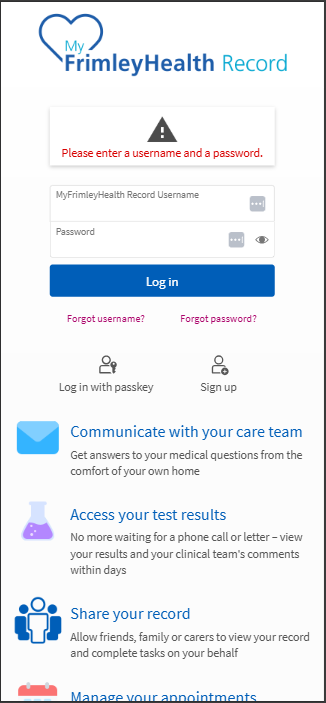 My
FrimleyHealth Record
Please enter a username and a password.
MyFrimleyHealth Record Username
Password
Log in
Forgot username?
Forgot password?
Log in with passkey
Sign up
Communicate with your care team
Get answers to your medical questions from the
comfort of your own home
Access your test results
No more waiting for a phone call or letter – view
your results and your clinical team's comments
within days
Share your record
Allow friends, family or carers to view your record
and complete tasks on your behalf
Manage your appointments